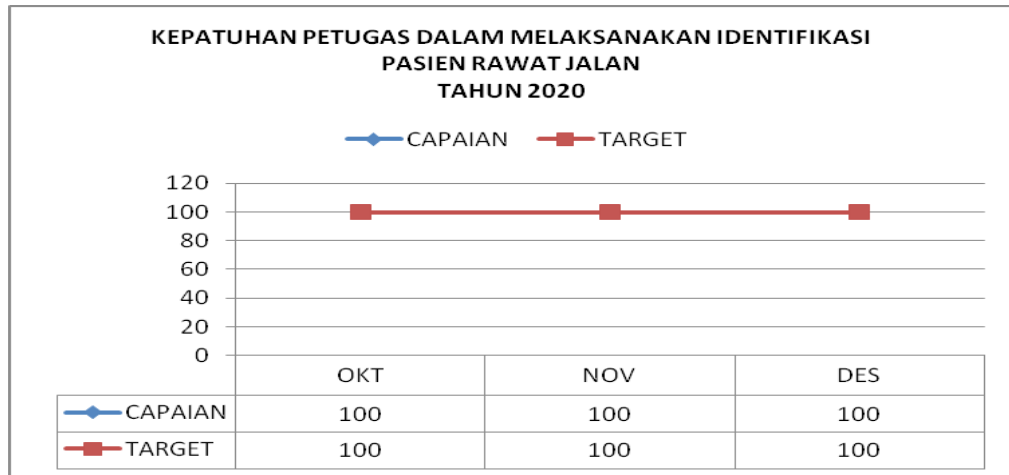 KEPATUHAN PETUGAS DALAM MELAKSANAKAN IDENTIFIKASI
PASIEN RAWAT JALAN
TAHUN 2020
CAPAIAN TARGET
120
100
80
60
40
20
0
OKT NOV DES
CAPAIAN 100 100 100
TARGET 100 100 100